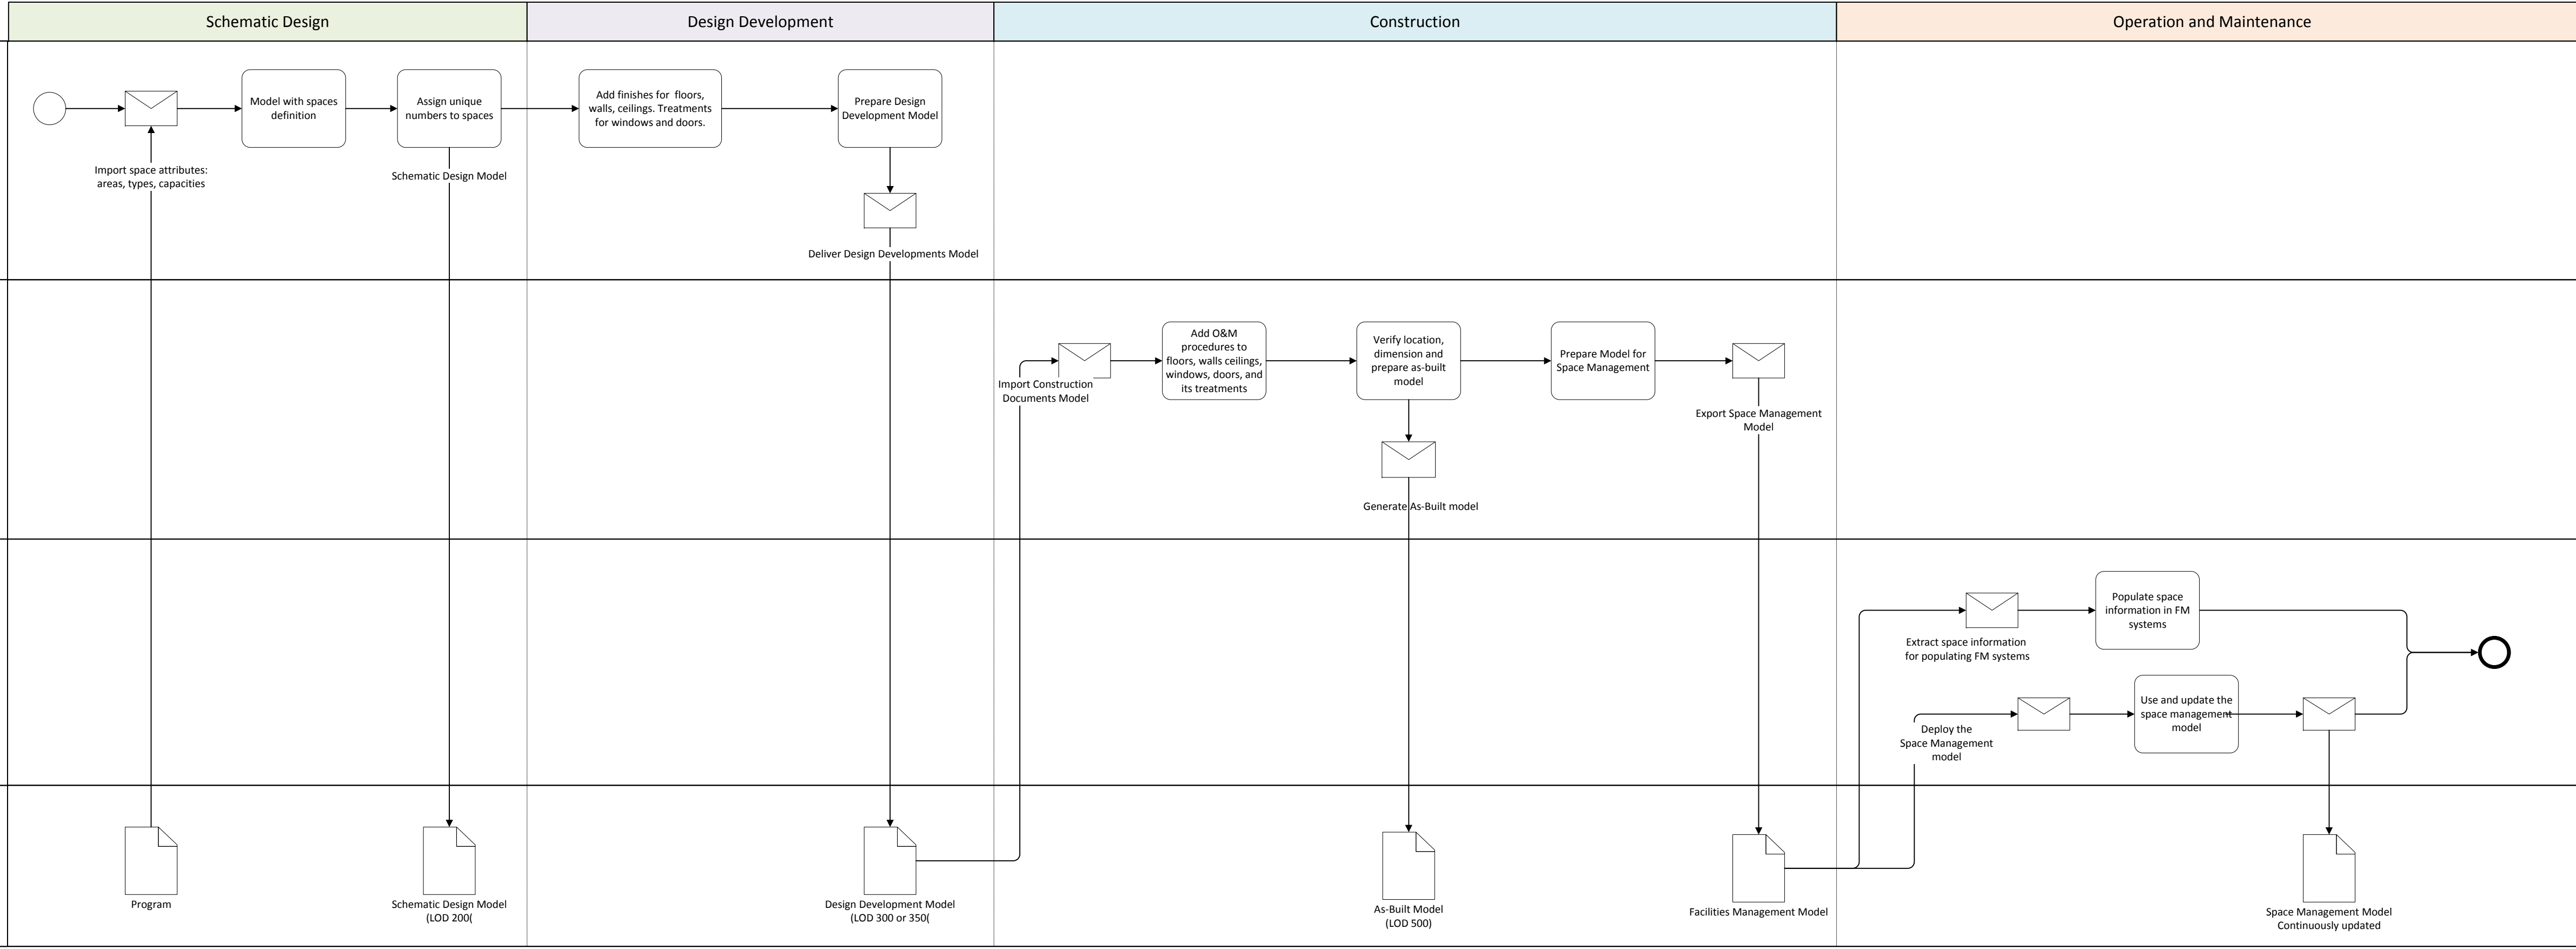 Schematic Design
Design Development
Construction
Operation and Maintenance
Model with spaces
definition
Assign unique
numbers to spaces
Add finishes for  floors,
walls, ceilings. Treatments
for windows and doors.
Prepare Design
Development Model
Import space attributes:
areas, types, capacities
Schematic Design Model
Deliver Design Developments Model
Import Construction
Documents Model
Add O&M
procedures to
floors, walls ceilings,
windows, doors, and
its treatments
Verify location,
dimension and
prepare as-built
model
Prepare Model for
Space Management
Export Space Management
Model
Generate As-Built model
Extract space information
for populating FM systems
Populate space
information in FM
systems
Deploy the
Space Management
model
Use and update the
space management
model
Program
Schematic Design Model
(LOD 200(
Design Development Model
(LOD 300 or 350(
As-Built Model
(LOD 500)
Facilities Management Model
Space Management Model
Continuously updated